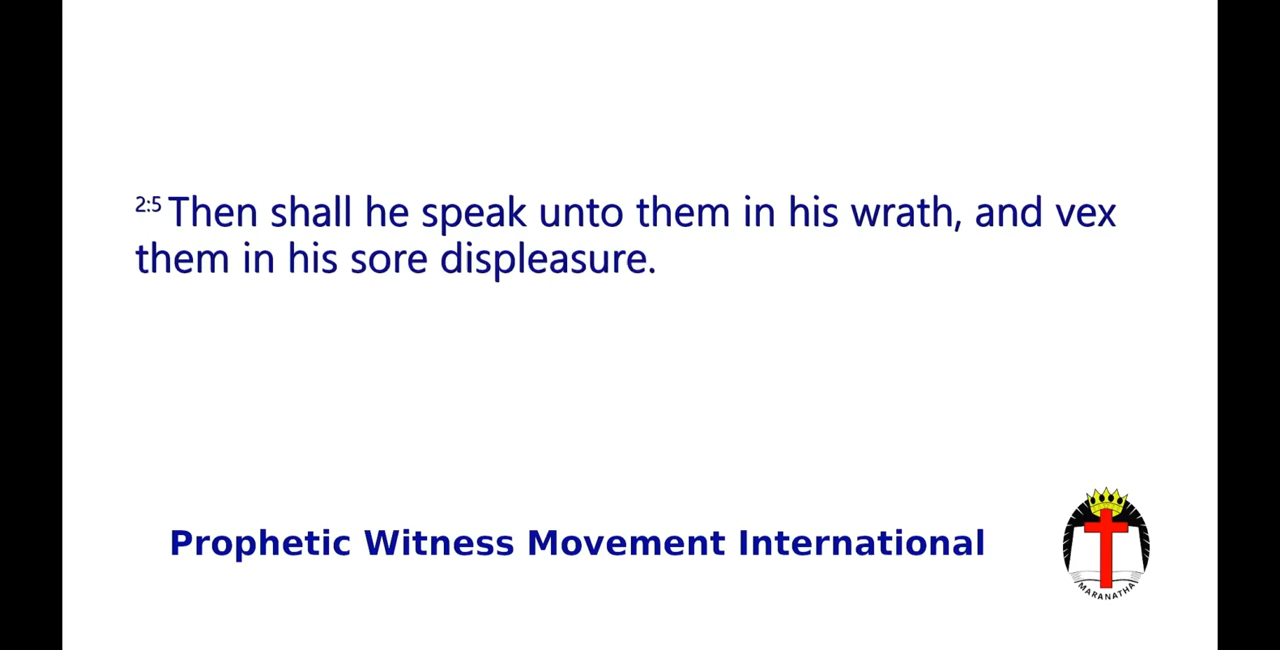 2:5 Then shall he speak unto them in his wrath, and vex
them in his sore displeasure.
Prophetic Witness Movement International
MARANATHA